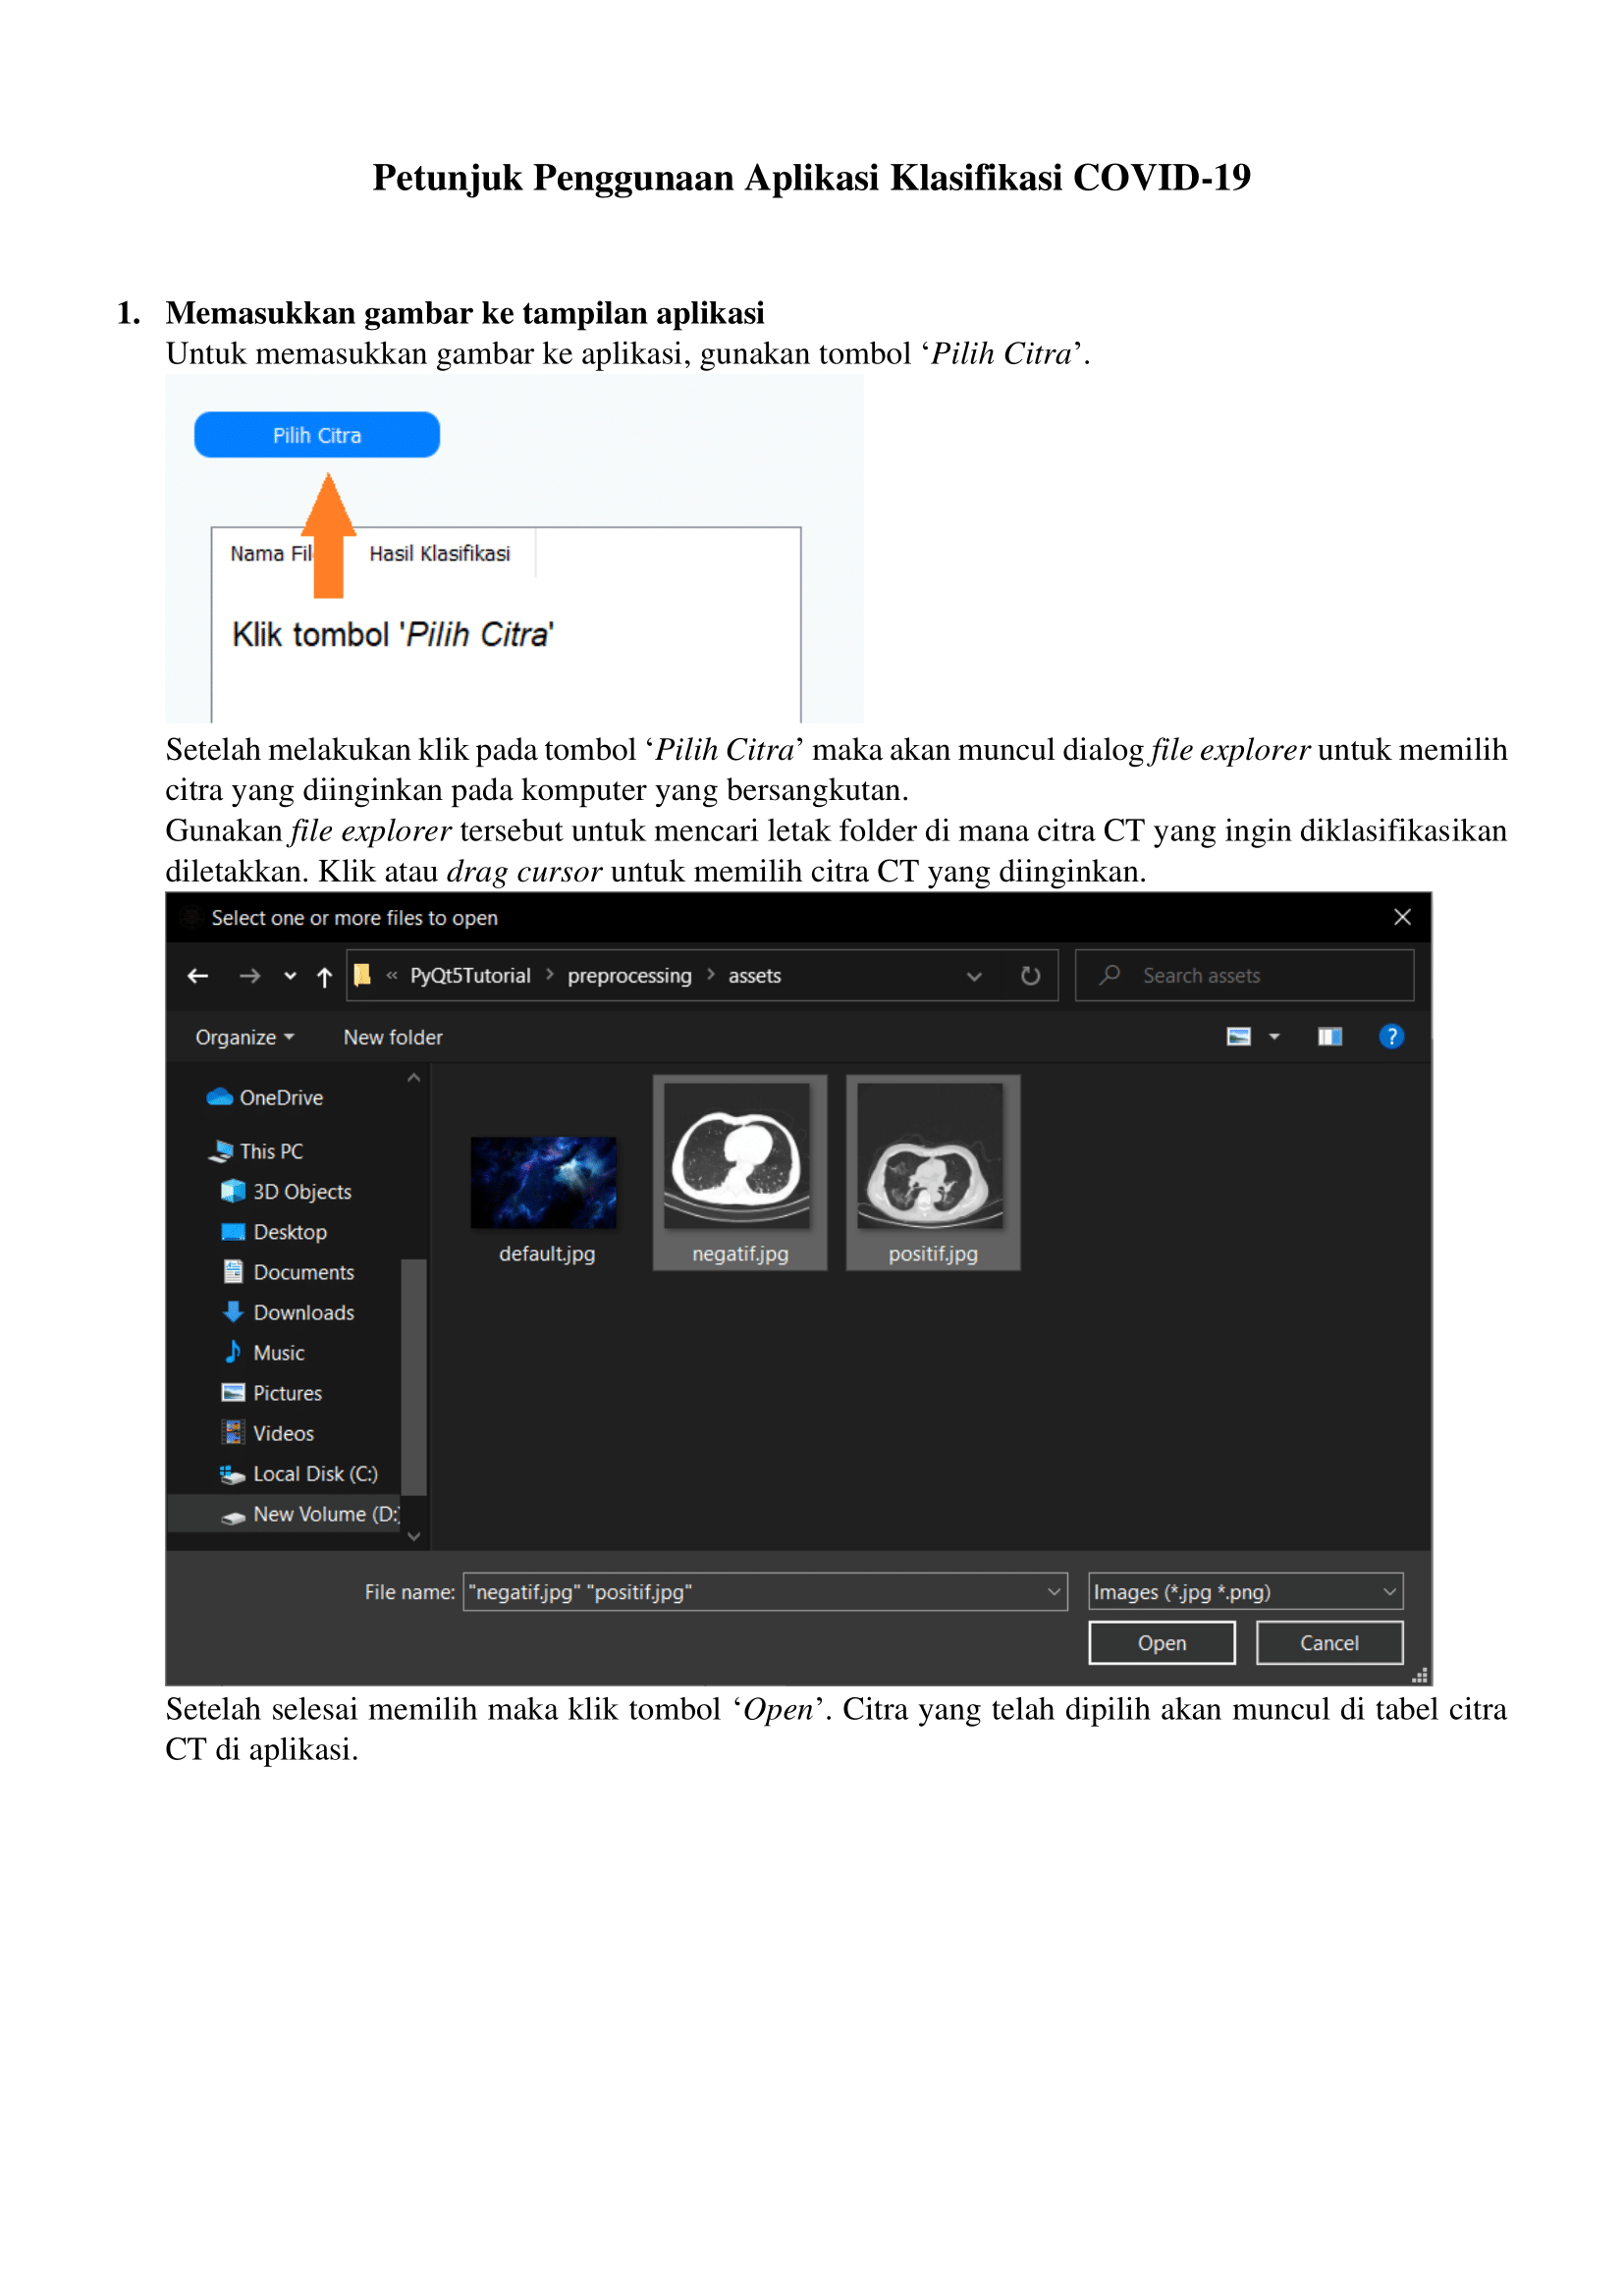 Petunjuk Penggunaan Aplikasi Klasifikasi COVID-19
1. Memasukkan gambar ke tampilan aplikasi
Untuk memasukkan gambar ke aplikasi, gunakan tombol ‘Pilih Citra’.
Pilih Citra
Nama Fil Hasil Klasifikasi
Klik tombol 'Pilih Citra'
Setelah melakukan klik pada tombol ‘Pilih Citra’ maka akan muncul dialog file explorer untuk memilih
citra yang diinginkan pada komputer yang bersangkutan.
Gunakan file explorer tersebut untuk mencari letak folder di mana citra CT yang ingin diklasifikasikan
diletakkan. Klik atau drag cursor untuk memilih citra CT yang diinginkan.
Select one or more files to open
« PyQt5Tutorial > preprocessing > assets
Search assets
Organize New folder
OneDrive
This PC
3D Objects
Desktop
Documents
Downloads
Music
Pictures
Videos
Local Disk (C:)
New Volume (D:)
default.jpg
negatif.jpg
positif.jpg
File name: "negatif.jpg" "positif.jpg"
Images (*.jpg *.png)
Open Cancel
Setelah selesai memilih maka klik tombol ‘Open’. Citra yang telah dipilih akan muncul di tabel citra
CT di aplikasi.